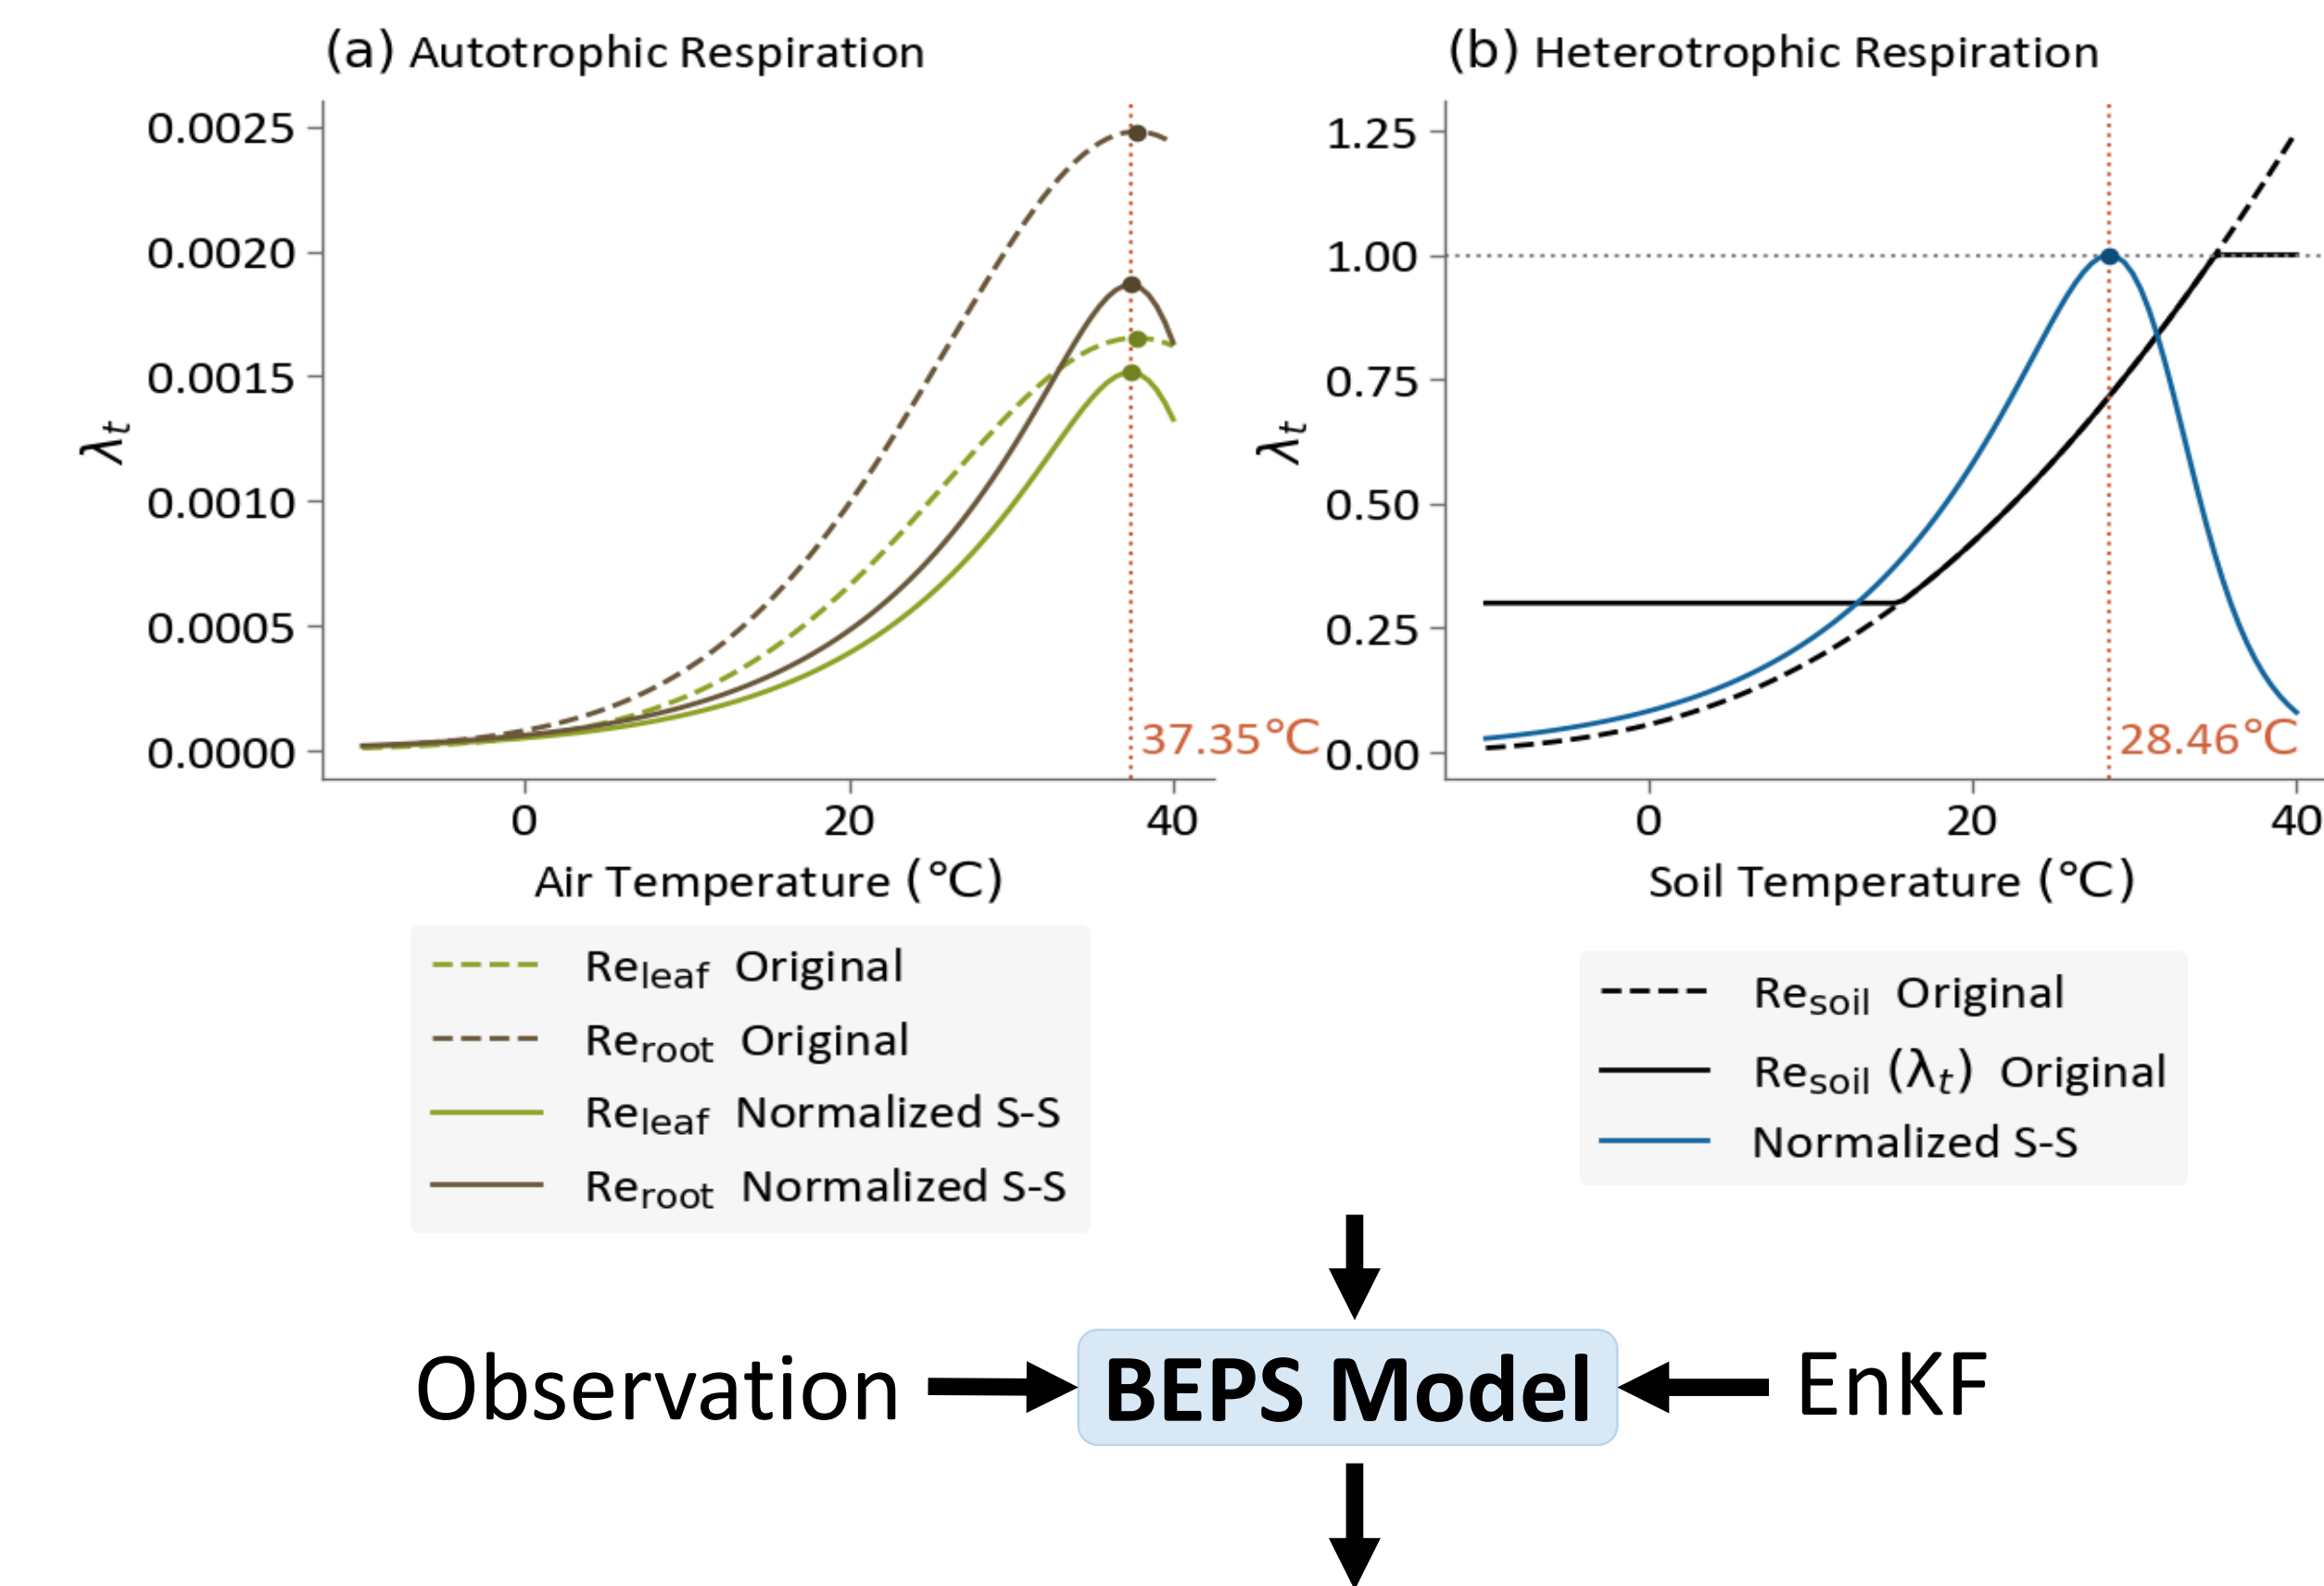 (a) Autotrophic Respiration
0.0025
0.0020
0.0015
0.0010
0.0005
0.0000
λt
37.35°C
0 20 40
Air Temperature (°C)
Releaf Original
Reroot Original
Releaf Normalized S-S
Reroot Normalized S-S
(b) Heterotrophic Respiration
1.25
1.00
0.75
0.50
0.25
0.00
λt
28.46°C
0 20 40
Soil Temperature (°C)
Resoil Original
Resoil (λt) Original
Normalized S-S
Observation BEPS Model EnKF